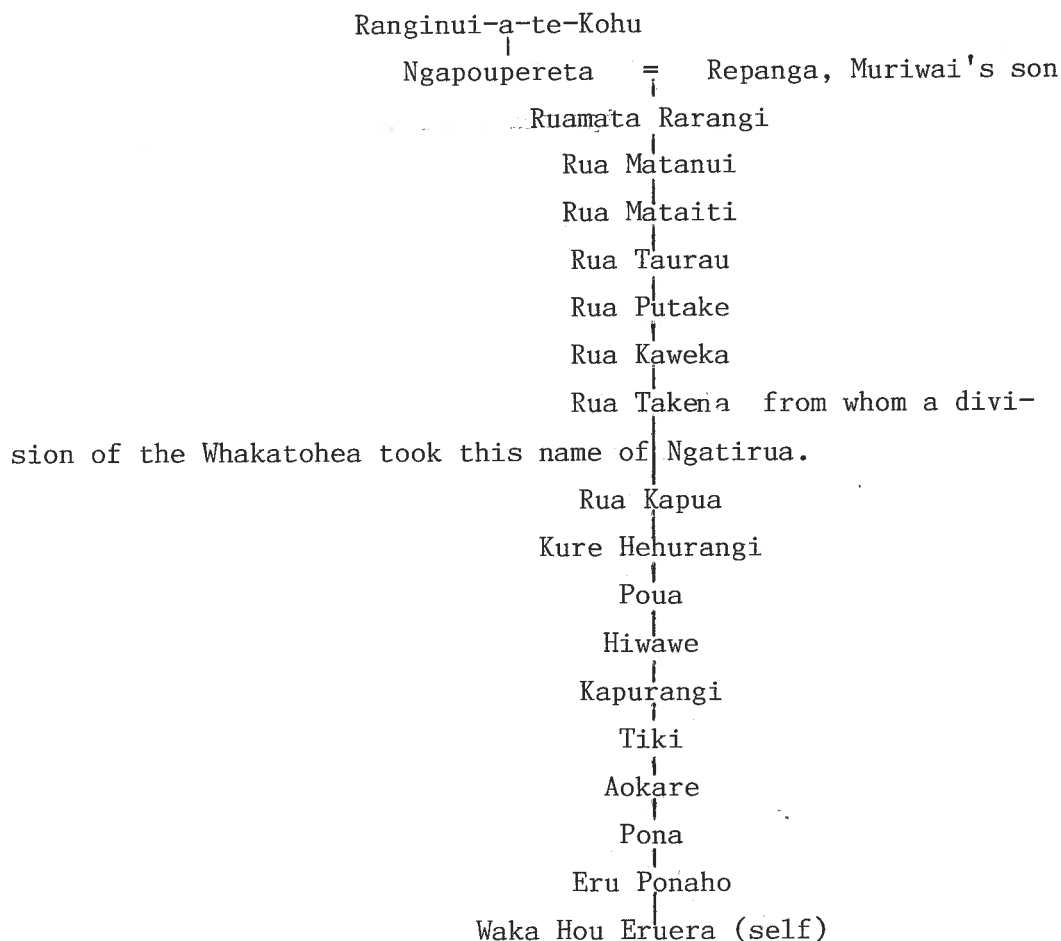 Ranginui-a-te-Kohu
Ngapoupereta = Repanga, Muriwai's son
Ruamata Rarangi
Rua Matanui
Rua Mataiti
Rua Taurau
Rua Putake
Rua Kaweka
Rua Takena from whom a divi-
sion of the Whakatohea took this name of Ngatirua.
Rua Kapua
Kure Hehurangi
Poua
Hiwawe
Kapurangi
Tiki
Aokare
Pona
Eru Ponaho
Waka Hou Eruera (self)